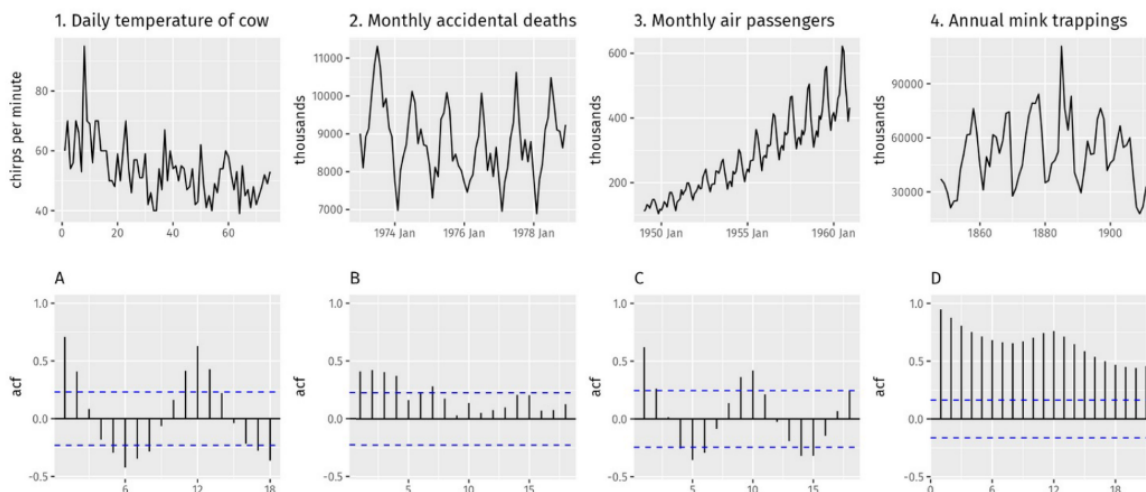 1. Daily temperature of cow
chirps per minute
80
60
40
0
20
40
60
2. Monthly accidental deaths
thousands
11000
10000
9000
8000
7000
1974 Jan
1976 Jan
1978 Jan
3. Monthly air passengers
thousands
600
400
200
1950 Jan
1955 Jan
1960 Jan
4. Annual mink trappings
thousands
90000
60000
30000
1860
1880
1900
A
acf
1.0
0.5
0.0
-0.5
6
12
18
B
acf
1.0
0.5
0.0
-0.5
5
10
15
C
acf
1.0
0.5
0.0
-0.5
5
10
15
D
acf
1.0
0.5
0.0
-0.5
0
6
12
18